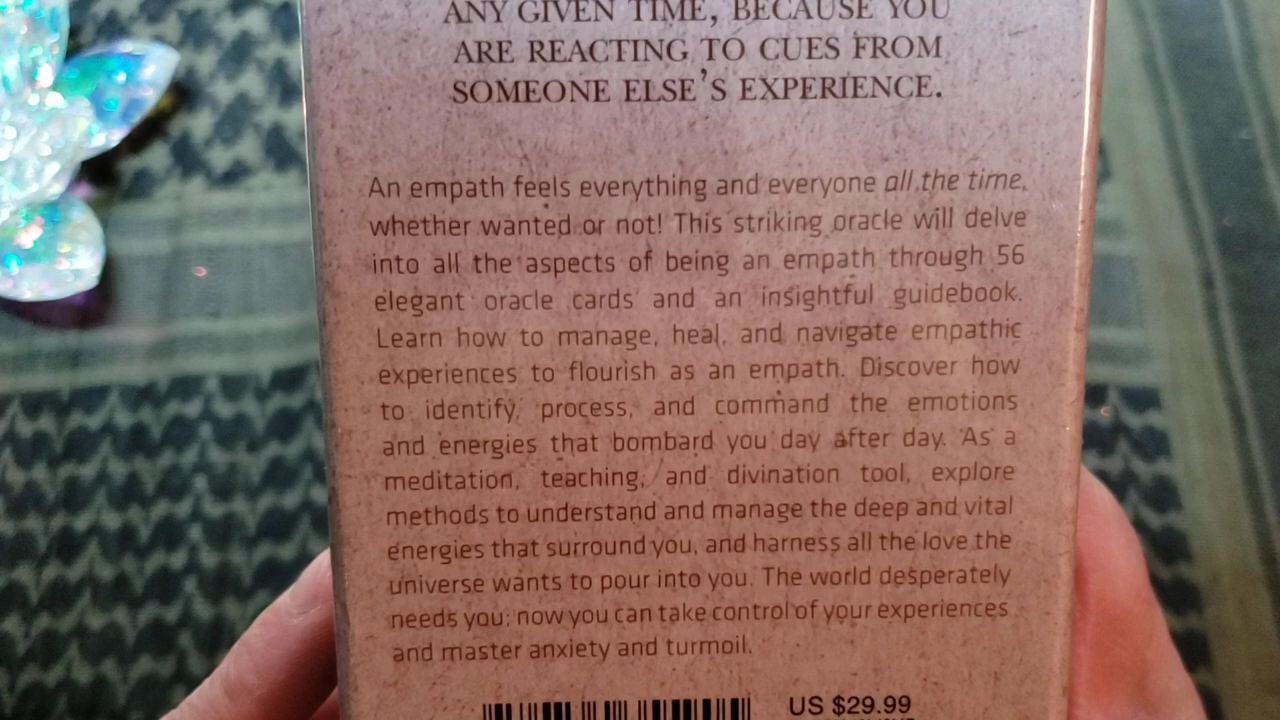 ANY GIVEN TIME, BECAUSE YOU
ARE REACTING TO CUES FROM
SOMEONE ELSE'S EXPERIENCE.
An empath feels everything and everyone all the time,
whether wanted or not! This striking oracle will delve
into all the aspects of being an empath through 56
elegant oracle cards and an insightful guidebook.
Learn how to manage, heal, and navigate empathic
experiences to flourish as an empath. Discover how
to identify, process, and command the emotions
and energies that bombard you day after day. As a
meditation, teaching, and divination tool, explore
methods to understand and manage the deep and vital
energies that surround you, and harness all the love the
universe wants to pour into you. The world desperately
needs you; now you can take control of your experiences
and master anxiety and turmoil.
US $29.99